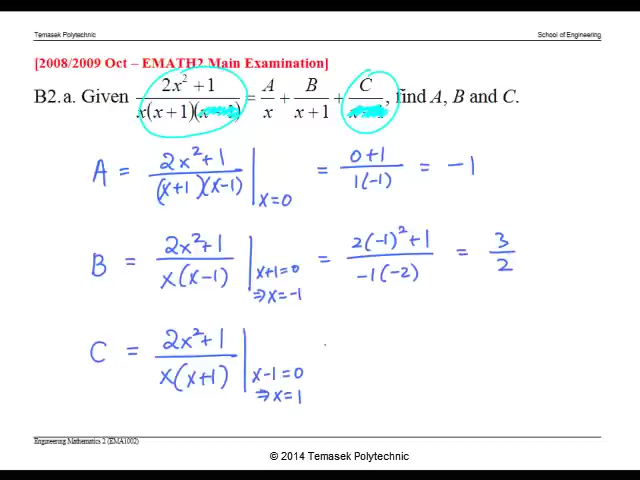 Temasek Polytechnic School of Engineering
[2008/2009 Oct – EMATH2 Main Examination]
B2.a. Given (2x² + 1)/(x(x + 1)(x − 1)) = A/x + B/(x + 1) + C/(x − 1), find A, B and C.
A = (2x² + 1)/((x+1)(x−1)) | x=0 = (0+1)/(1(−1)) = −1
B = (2x² + 1)/(x(x−1)) | x+1=0 ⇒ x=−1 = (2(−1)² + 1)/(−1(−2)) = 3/2
C = (2x² + 1)/(x(x+1)) | x−1=0 ⇒ x=1
Engineering Mathematics 2 (EMA1002)
© 2014 Temasek Polytechnic